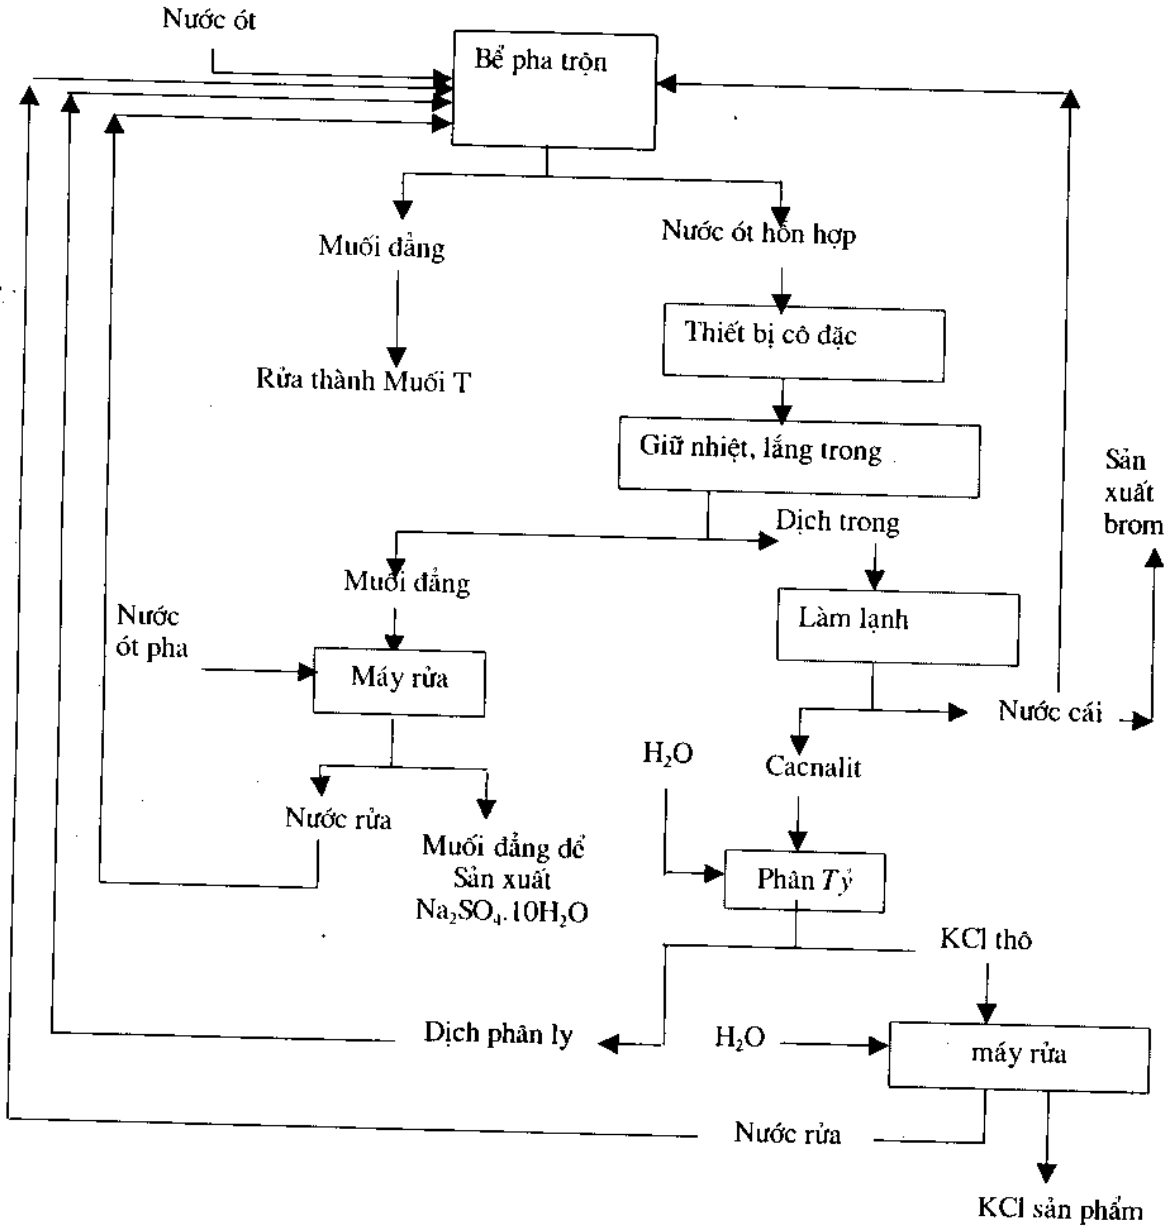 Nước ót
Bể pha trộn
Muối đắng
Nước ót hỗn hợp
Thiết bị cô đặc
Rửa thành Muối T
Giữ nhiệt, lắng trong
Sản
xuất
brom
Dịch trong
Muối đắng
Làm lạnh
Nước
ót pha
Máy rửa
Nước cái
H₂O
Cacnalit
Nước rửa
Muối đắng để
Sản xuất
Na₂SO₄.10H₂O
Phân Tỷ
KCl thô
Dịch phân ly
H₂O
máy rửa
Nước rửa
KCl sản phẩm